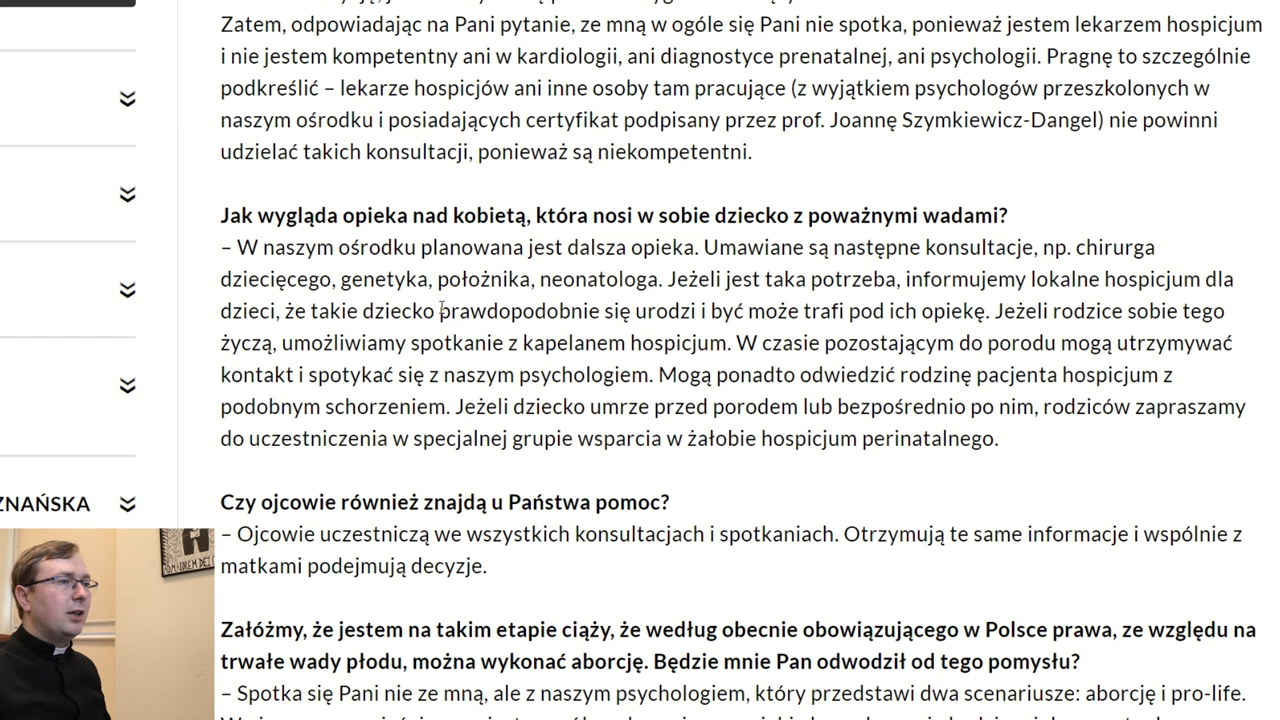 Zatem, odpowiadając na Pani pytanie, ze mną w ogóle się Pani nie spotka, ponieważ jestem lekarzem hospicjum
i nie jestem kompetentny ani w kardiologii, ani diagnostyce prenatalnej, ani psychologii. Pragnę to szczególnie
podkreślić – lekarze hospicjów ani inne osoby tam pracujące (z wyjątkiem psychologów przeszkolonych w
naszym ośrodku i posiadających certyfikat podpisany przez prof. Joannę Szymkiewicz-Dangel) nie powinni
udzielać takich konsultacji, ponieważ są niekompetentni.
Jak wygląda opieka nad kobietą, która nosi w sobie dziecko z poważnymi wadami?
– W naszym ośrodku planowana jest dalsza opieka. Umawiane są następne konsultacje, np. chirurga
dziecięcego, genetyka, położnika, neonatologa. Jeżeli jest taka potrzeba, informujemy lokalne hospicjum dla
dzieci, że takie dziecko prawdopodobnie się urodzi i być może trafi pod ich opiekę. Jeżeli rodzice sobie tego
życzą, umożliwiamy spotkanie z kapelanem hospicjum. W czasie pozostającym do porodu mogą utrzymywać
kontakt i spotykać się z naszym psychologiem. Mogą ponadto odwiedzić rodzinę pacjenta hospicjum z
podobnym schorzeniem. Jeżeli dziecko umrze przed porodem lub bezpośrednio po nim, rodziców zapraszamy
do uczestniczenia w specjalnej grupie wsparcia w żałobie hospicjum perinatalnego.
ZNAŃSKA
Czy ojcowie również znajdą u Państwa pomoc?
– Ojcowie uczestniczą we wszystkich konsultacjach i spotkaniach. Otrzymują te same informacje i wspólnie z
matkami podejmują decyzje.
Załóżmy, że jestem na takim etapie ciąży, że według obecnie obowiązującego w Polsce prawa, ze względu na
trwałe wady płodu, można wykonać aborcję. Będzie mnie Pan odwodził od tego pomysłu?
– Spotka się Pani nie ze mną, ale z naszym psychologiem, który przedstawi dwa scenariusze: aborcję i pro-life.